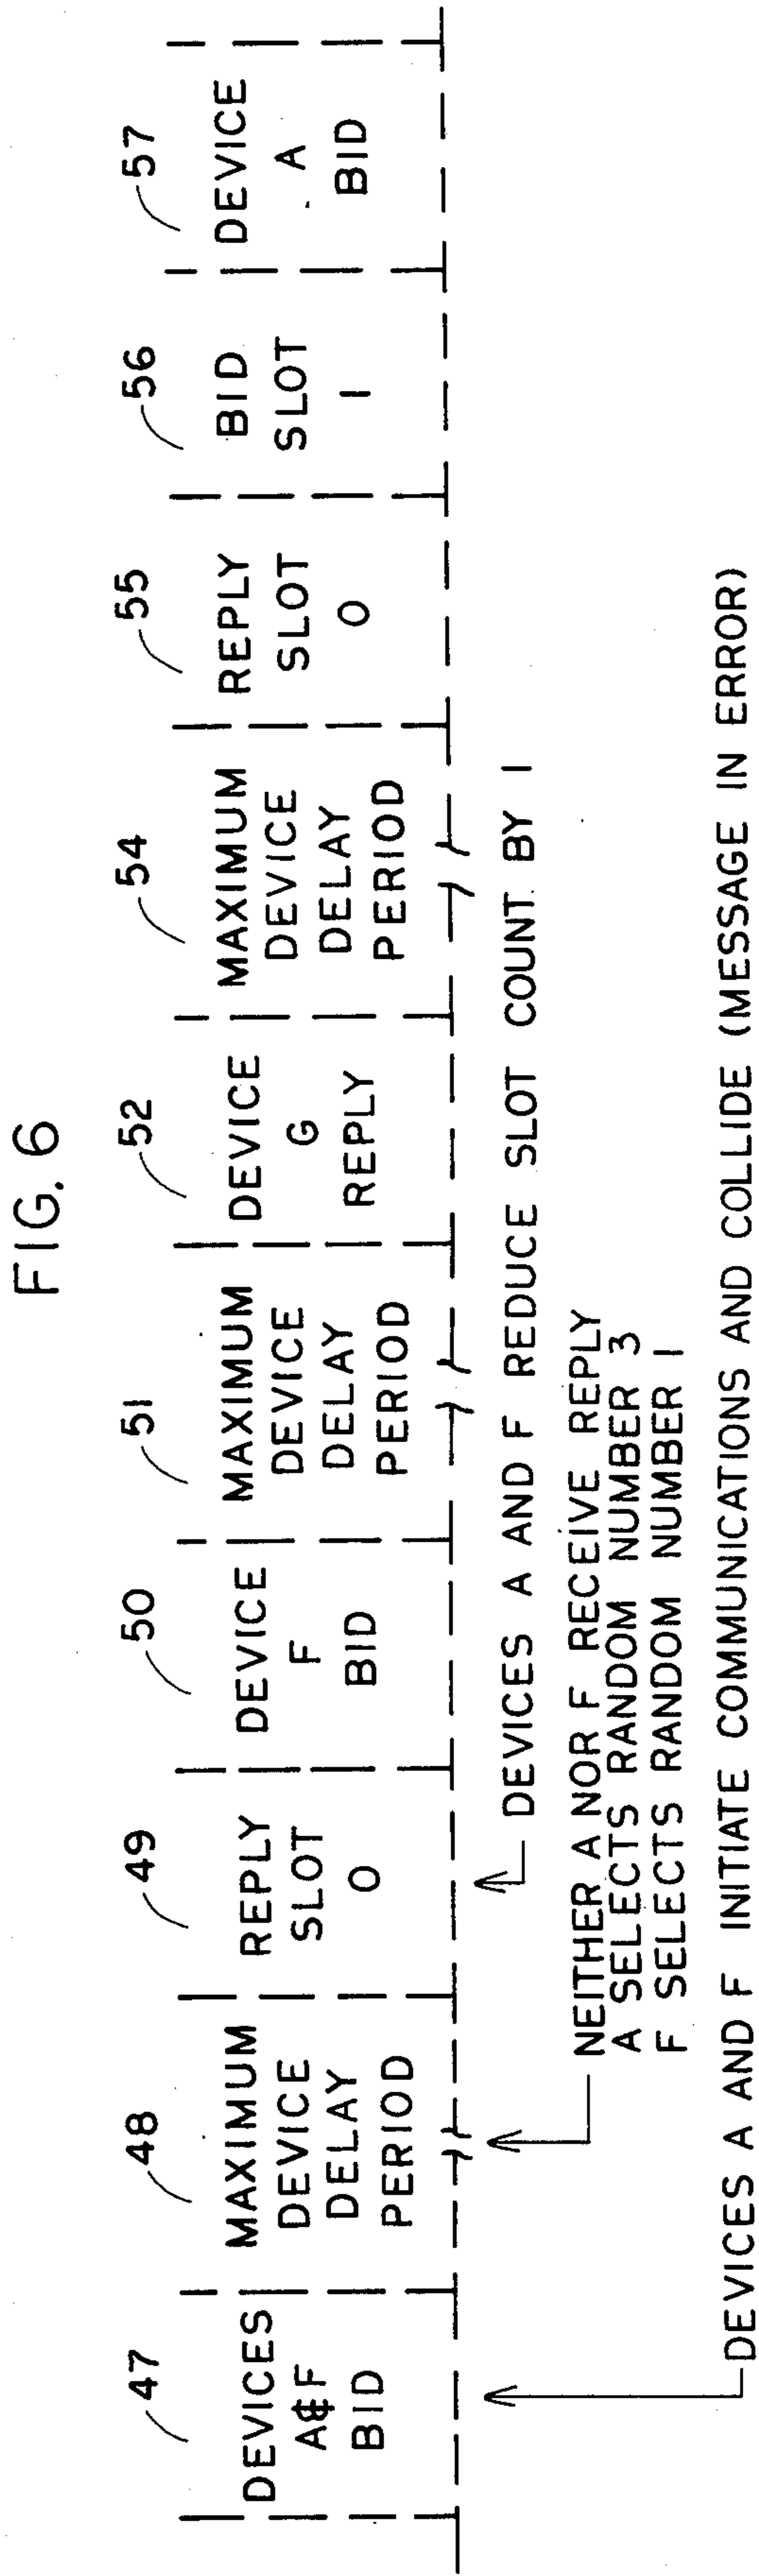 FIG. 6
47
DEVICES
A&F
BID
48
MAXIMUM
DEVICE
DELAY
PERIOD
49
REPLY
SLOT
0
50
DEVICE
F
BID
51
MAXIMUM
DEVICE
DELAY
PERIOD
52
DEVICE
G
REPLY
54
MAXIMUM
DEVICE
DELAY
PERIOD
55
REPLY
SLOT
0
56
BID
SLOT
1
57
DEVICE
A
BID
DEVICES A AND F REDUCE SLOT COUNT BY 1
NEITHER A NOR F RECEIVE REPLY
A SELECTS RANDOM NUMBER 3
F SELECTS RANDOM NUMBER 1
DEVICES A AND F INITIATE COMMUNICATIONS AND COLLIDE (MESSAGE IN ERROR)